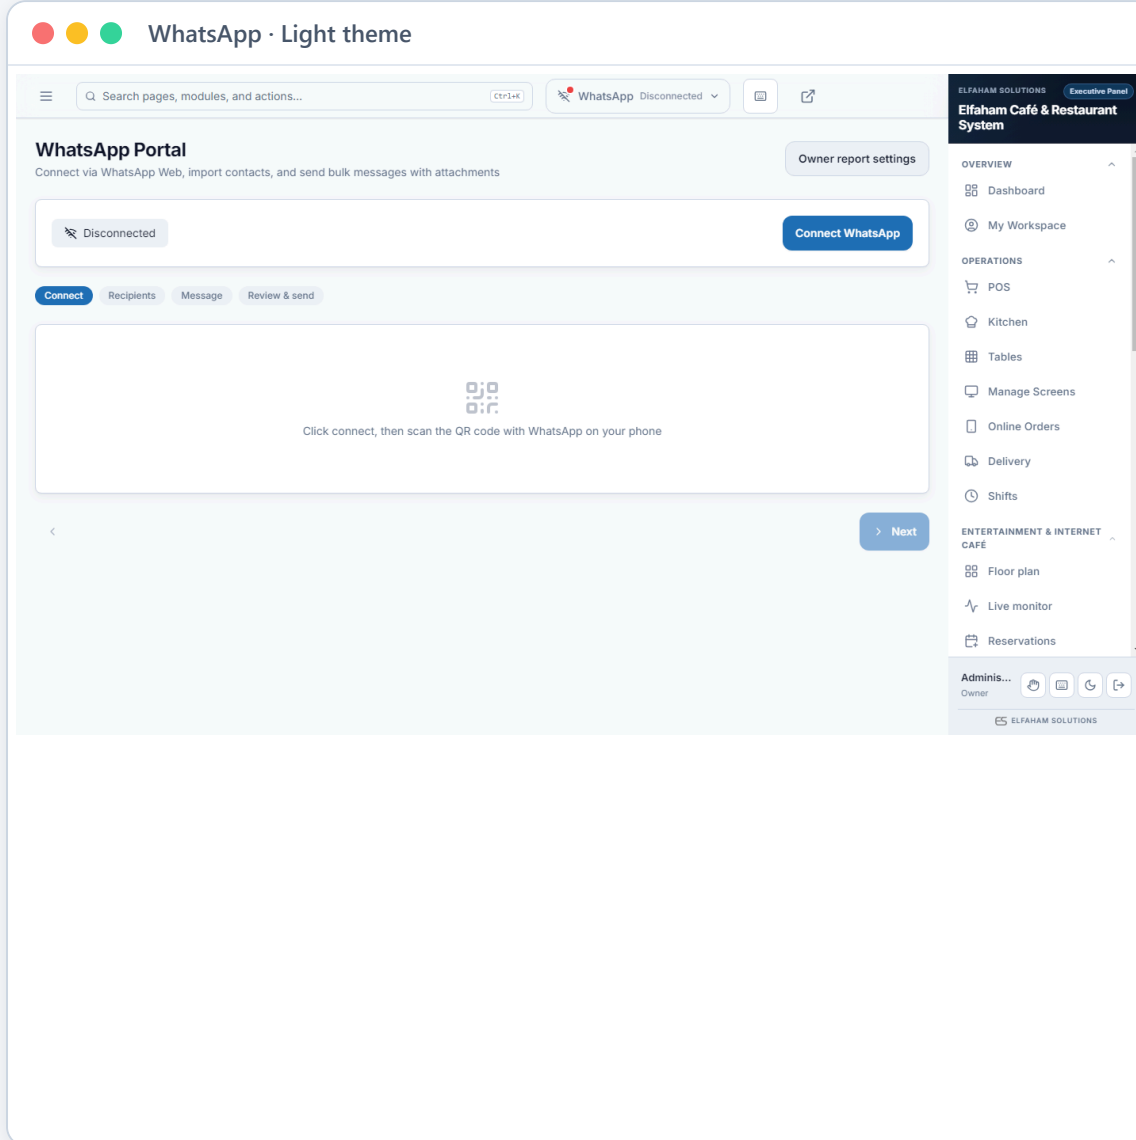 WhatsApp · Light theme
Search pages, modules, and actions...
Ctrl+K
WhatsApp Disconnected
WhatsApp Portal
Connect via WhatsApp Web, import contacts, and send bulk messages with attachments
Owner report settings
Disconnected
Connect WhatsApp
Connect
Recipients
Message
Review & send
Click connect, then scan the QR code with WhatsApp on your phone
Next
ELFAHAM SOLUTIONS
Executive Panel
Elfaham Café & Restaurant
System
OVERVIEW
Dashboard
My Workspace
OPERATIONS
POS
Kitchen
Tables
Manage Screens
Online Orders
Delivery
Shifts
ENTERTAINMENT & INTERNET
CAFÉ
Floor plan
Live monitor
Reservations
Adminis...
Owner
ES ELFAHAM SOLUTIONS